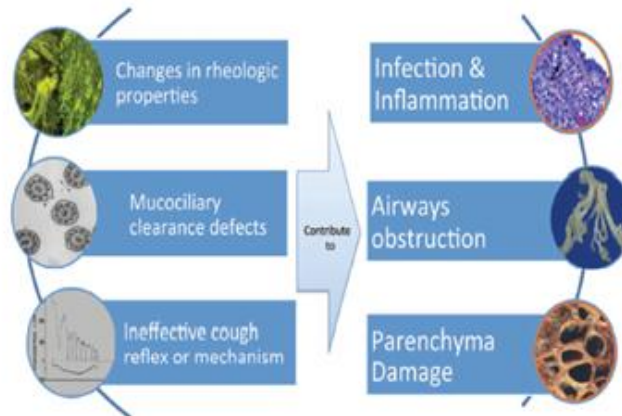 Changes in rheologic
properties
Mucociliary
clearance defects
Ineffective cough
reflex or mechanism
Contribute
to
Infection &
Inflammation
Airways
obstruction
Parenchyma
Damage